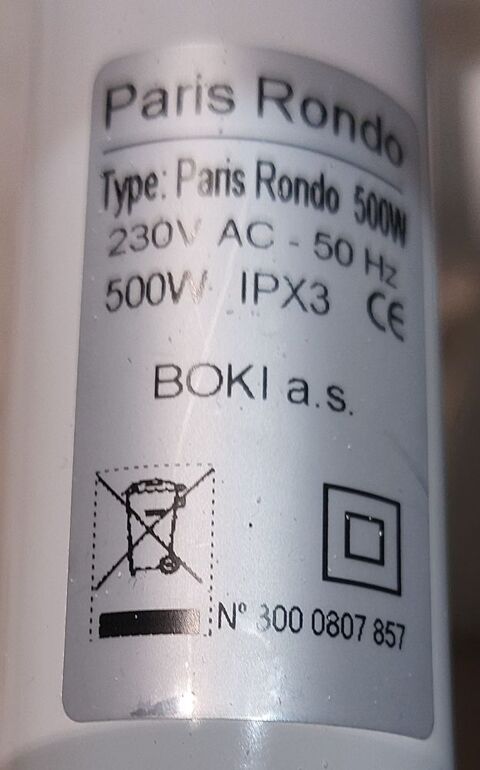 Paris Rondo
Type: Paris Rondo 500W
230V AC - 50 Hz
500W IPX3 CE
BOKI a.s.
N° 300 0807 857